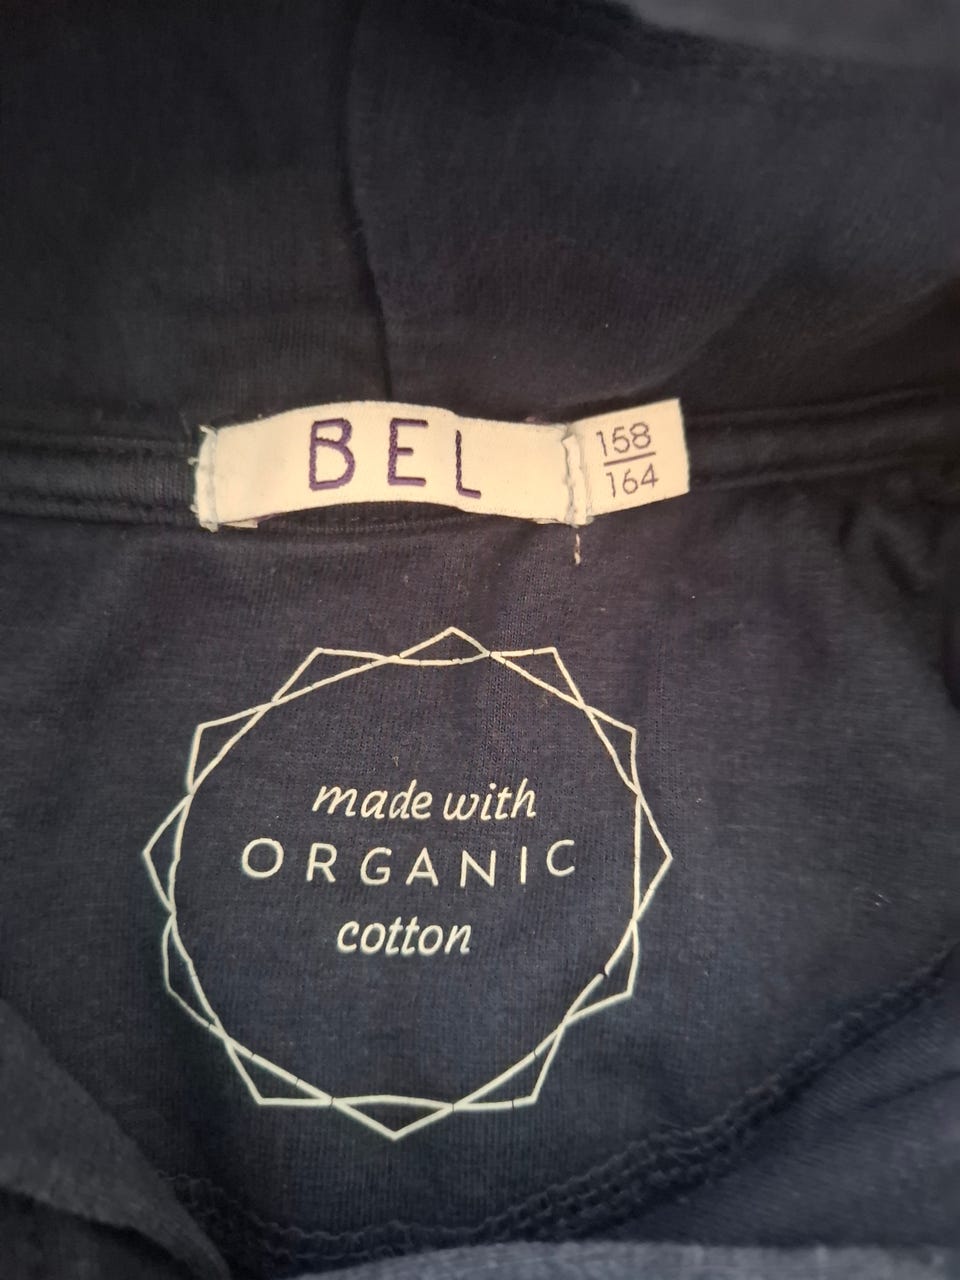 BEL
158
164
made with
ORGANIC
cotton